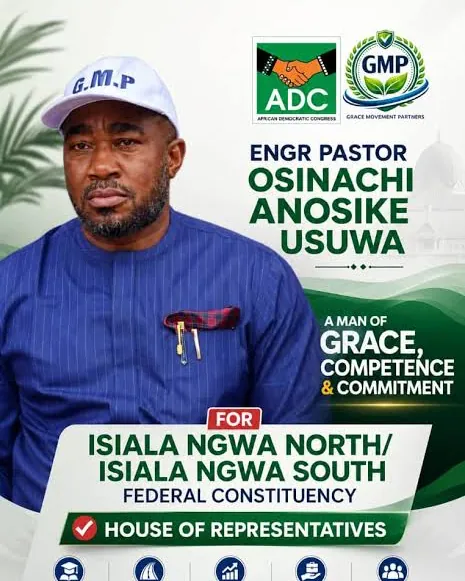 G.M.P
ADC
AFRICAN DEMOCRATIC CONGRESS
GMP
GRACE MOVEMENT PARTNERS
ENGR PASTOR
OSINACHI
ANOSIKE
USUWA
A MAN OF
GRACE,
COMPETENCE
& COMMITMENT
FOR
ISIALA NGWA NORTH/
ISIALA NGWA SOUTH
FEDERAL CONSTITUENCY
HOUSE OF REPRESENTATIVES